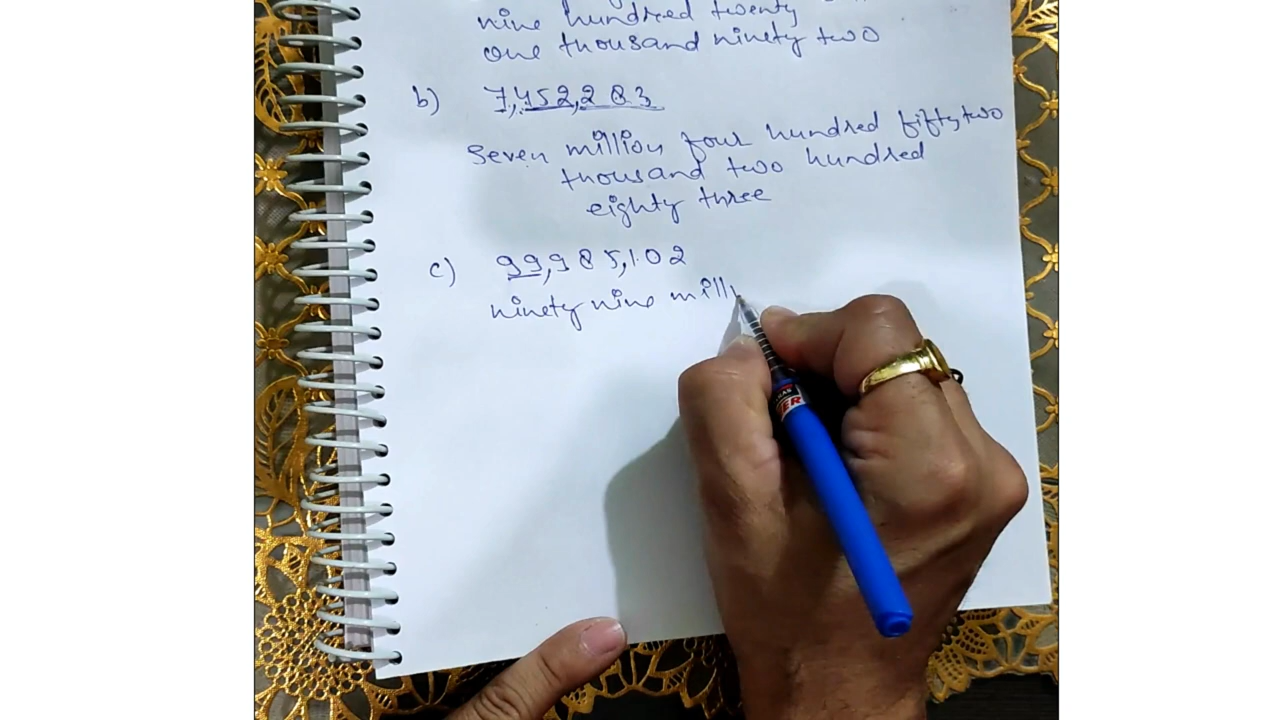 nine hundred twenty
one thousand ninety two
b) 7,452,283
Seven million four hundred fifty two
thousand two hundred
eighty three
c) 99,985,102
ninety nine milli